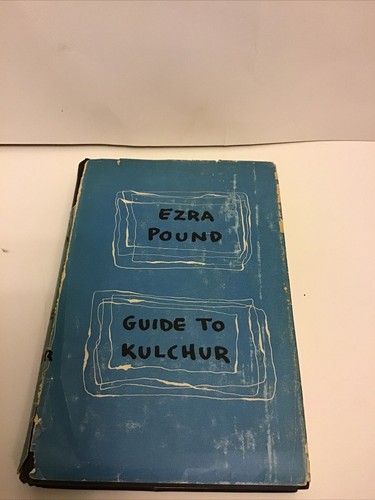 EZRA
POUND
GUIDE TO
KULCHUR